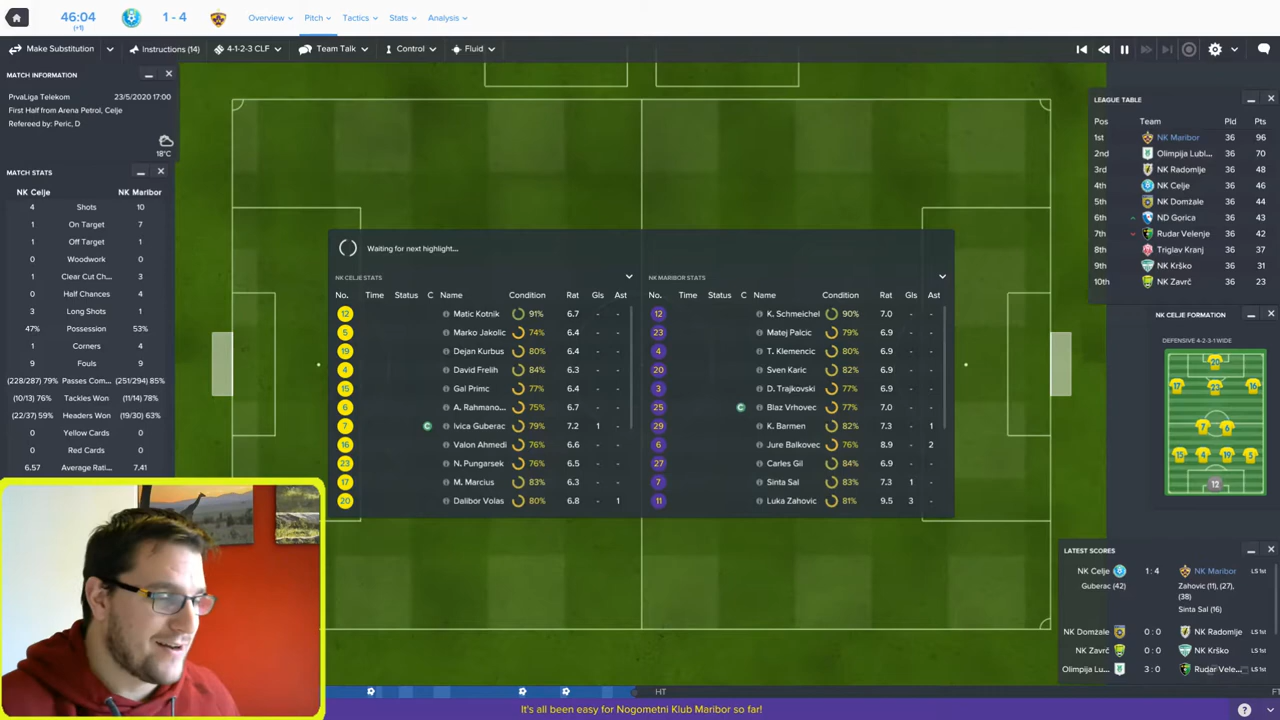 46:04
(+1)
1 - 4
Overview
Pitch
Tactics
Stats
Analysis
Make Substitution
Instructions (14)
4-1-2-3 CLF
Team Talk
Control
Fluid
MATCH INFORMATION
PrvaLiga Telekom 23/5/2020 17:00
First Half from Arena Petrol, Celje
Refereed by: Peric, D
18°C
MATCH STATS
NK Celje NK Maribor
4 Shots 10
1 On Target 7
1 Off Target 1
0 Woodwork 0
1 Clear Cut Ch... 3
0 Half Chances 4
3 Long Shots 1
47% Possession 53%
1 Corners 4
9 Fouls 9
(228/287) 79% Passes Com... (251/294) 85%
(10/13) 76% Tackles Won (11/14) 78%
(22/37) 59% Headers Won (19/30) 63%
0 Yellow Cards 0
0 Red Cards 0
6.57 Average Rati... 7.41
Waiting for next highlight...
NK CELJE STATS
No. Time Status C Name Condition Rat Gls Ast
12 Matic Kotnik 91% 6.7 - -
5 Marko Jakolic 74% 6.4 - -
19 Dejan Kurbus 80% 6.4 - -
4 David Frelih 84% 6.3 - -
15 Gal Primc 77% 6.4 - -
6 A. Rahmano... 75% 6.7 - -
7 C Ivica Guberac 79% 7.2 1 -
16 Valon Ahmedi 76% 6.6 - -
23 N. Pungarsek 76% 6.5 - -
17 M. Marcius 83% 6.3 - -
20 Dalibor Volas 80% 6.8 - 1
NK MARIBOR STATS
No. Time Status C Name Condition Rat Gls Ast
12 K. Schmeichel 90% 7.0 - -
23 Matej Palcic 79% 6.9 - -
4 T. Klemencic 80% 6.9 - -
20 Sven Karic 82% 6.9 - -
3 D. Trajkovski 77% 6.9 - -
25 C Blaz Vrhovec 77% 7.0 - -
29 K. Barmen 82% 7.3 - 1
6 Jure Balkovec 76% 8.9 - 2
27 Carles Gil 84% 6.9 - -
7 Sinta Sal 83% 7.3 1 -
11 Luka Zahovic 81% 9.5 3 -
LEAGUE TABLE
Pos Team Pld Pts
1st NK Maribor 36 96
2nd Olimpija Lubl... 36 70
3rd NK Radomlje 36 48
4th NK Celje 36 46
5th NK Domžale 36 44
6th ND Gorica 36 43
7th Rudar Velenje 36 42
8th Triglav Kranj 36 37
9th NK Krško 36 31
10th NK Zavrč 36 23
NK CELJE FORMATION
DEFENSIVE 4-2-3-1 WIDE
20
17 23 16
7 6
15 4 19 5
12
LATEST SCORES
NK Celje 1:4 NK Maribor LS 1st
Guberac (42) Zahovic (11), (27),
(38)
Sinta Sal (16)
NK Domžale 0 : 0 NK Radomlje LS 1st
NK Zavrč 0 : 0 NK Krško LS 1st
Olimpija Lu... 3 : 0 Rudar Vele... LS 1st
HT
FT
It's all been easy for Nogometni Klub Maribor so far!